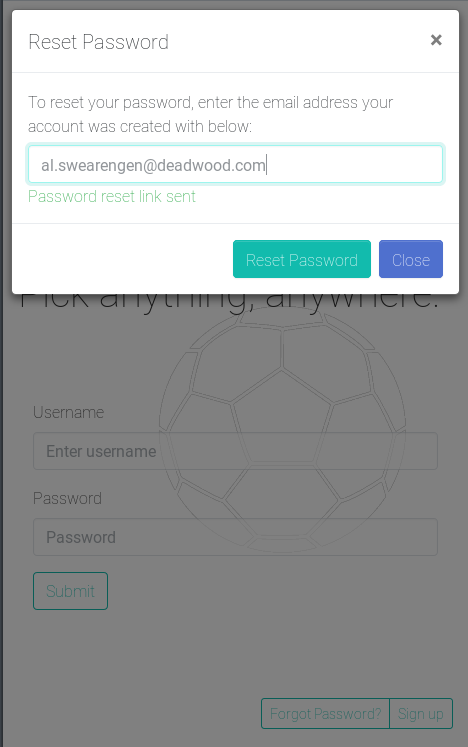 Reset Password
×
To reset your password, enter the email address your
account was created with below:
al.swearengen@deadwood.com
Password reset link sent
Reset Password Close
Pick anything, anywhere.
Username
Enter username
Password
Password
Submit
Forgot Password? Sign up